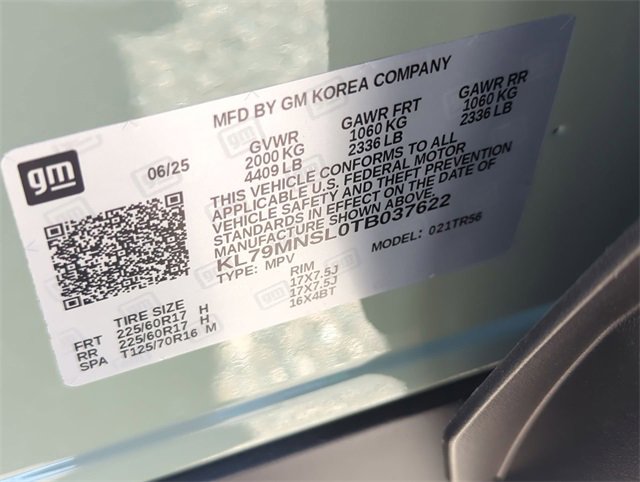 MFD BY GM KOREA COMPANY
gm
06/25
GVWR GAWR FRT GAWR RR
2000 KG 1060 KG 1060 KG
4409 LB 2336 LB 2336 LB
THIS VEHICLE CONFORMS TO ALL
APPLICABLE U.S. FEDERAL MOTOR
VEHICLE SAFETY AND THEFT PREVENTION
STANDARDS IN EFFECT ON THE DATE OF
MANUFACTURE SHOWN ABOVE.
KL79MNSL0TB037622
TYPE: MPV MODEL: 021TR56
TIRE SIZE RIM
FRT 225/60R17 H 17X7.5J
RR 225/60R17 H 17X7.5J
SPA T125/70R16 M 16X4BT